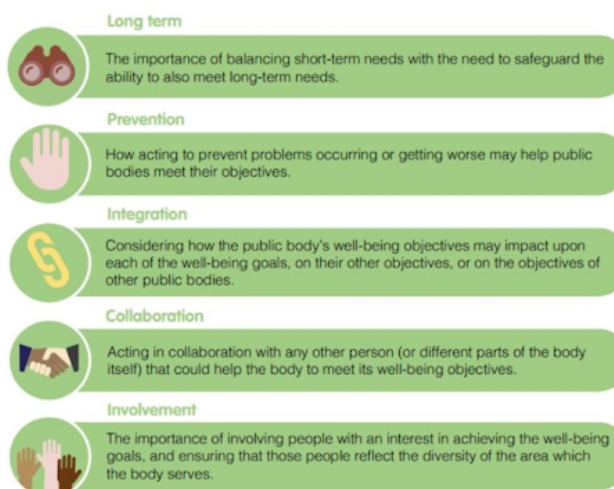 Long term
The importance of balancing short-term needs with the need to safeguard the
ability to also meet long-term needs.
Prevention
How acting to prevent problems occurring or getting worse may help public
bodies meet their objectives.
Integration
Considering how the public body's well-being objectives may impact upon
each of the well-being goals, on their other objectives, or on the objectives of
other public bodies.
Collaboration
Acting in collaboration with any other person (or different parts of the body
itself) that could help the body to meet its well-being objectives.
Involvement
The importance of involving people with an interest in achieving the well-being
goals, and ensuring that those people reflect the diversity of the area which
the body serves.